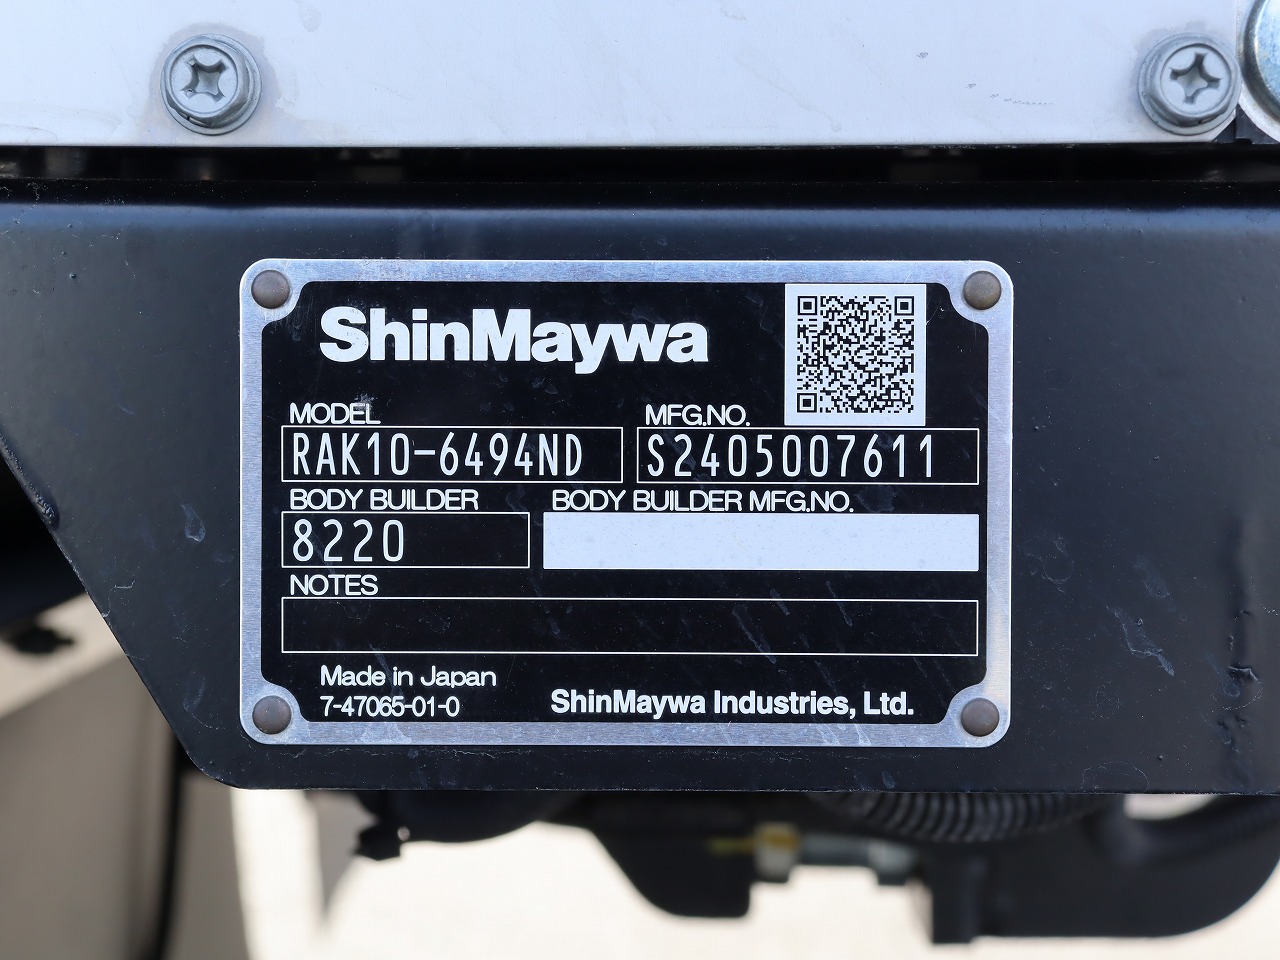 ShinMaywa
MODEL MFG.NO.
RAK10-6494ND S2405007611
BODY BUILDER BODY BUILDER MFG.NO.
8220
NOTES
Made in Japan
7-47065-01-0 ShinMaywa Industries, Ltd.